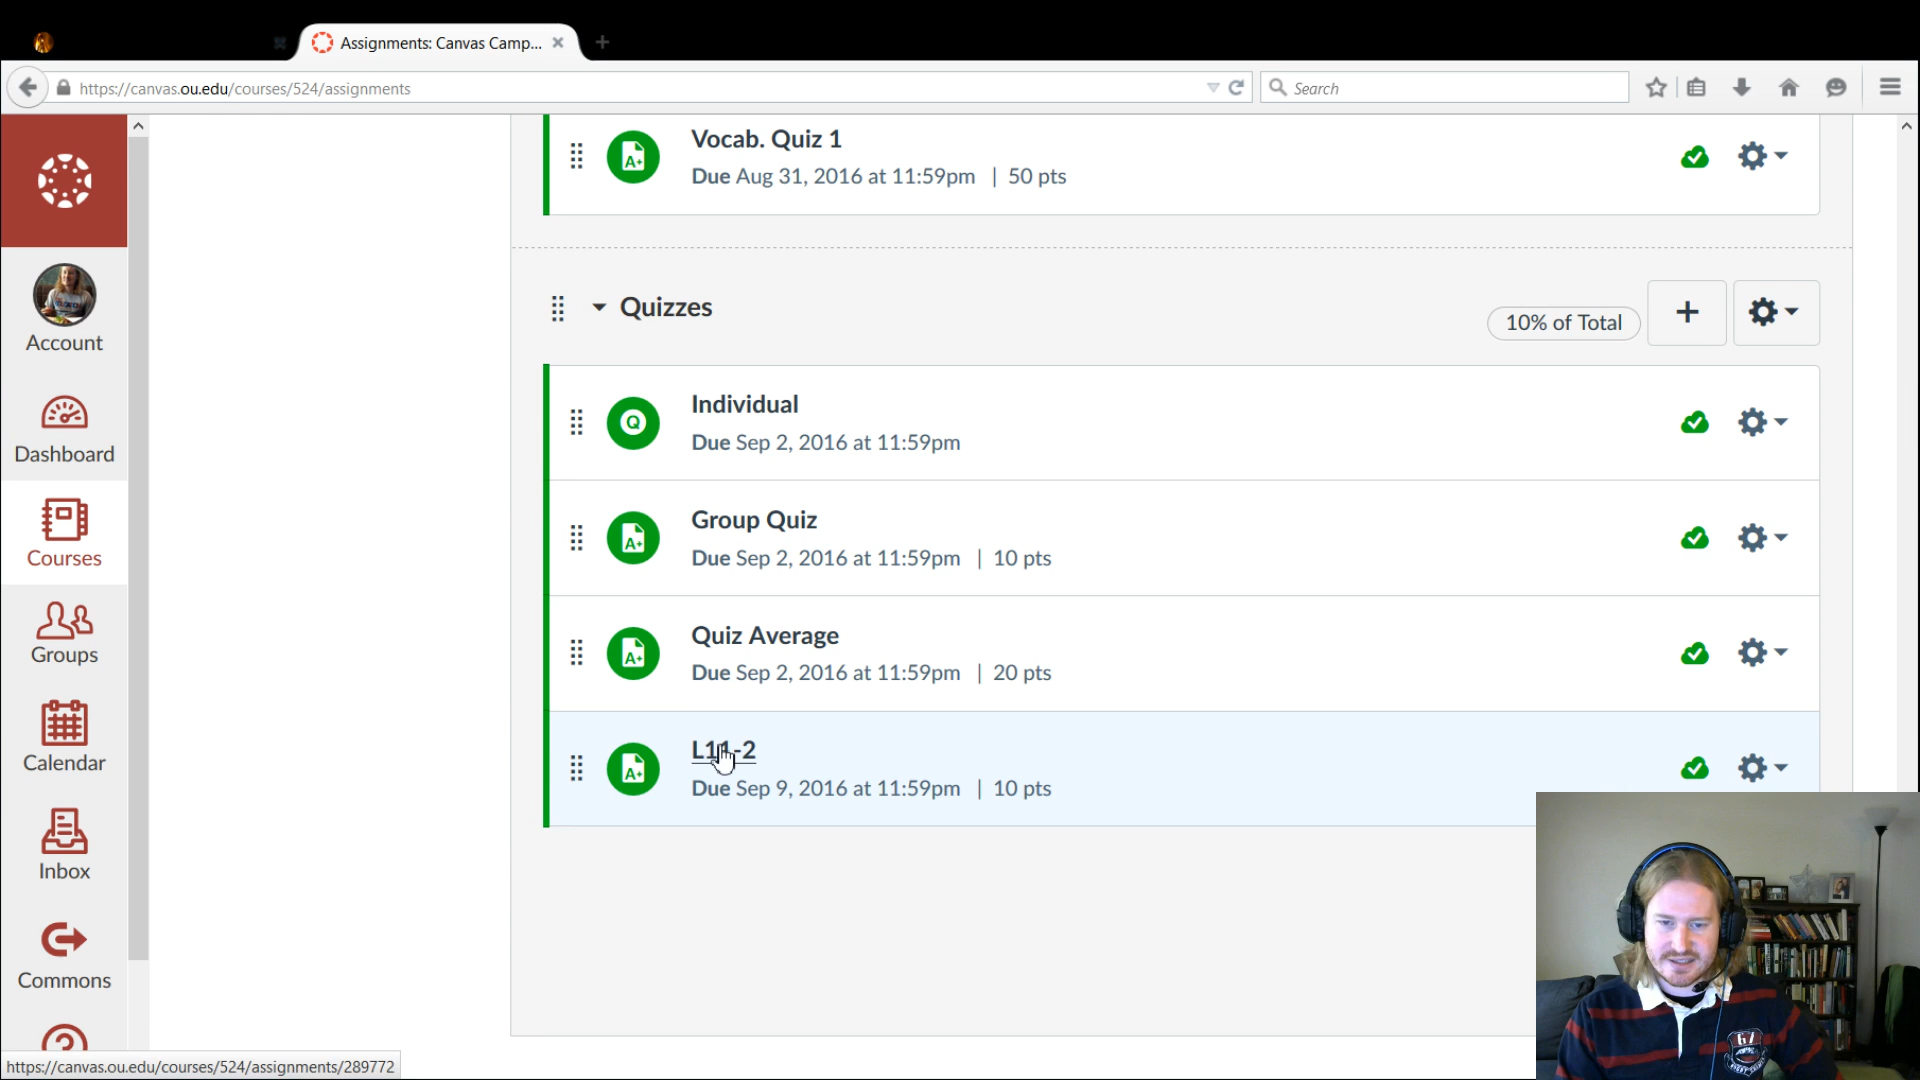 Assignments: Canvas Camp...
https://canvas.ou.edu/courses/524/assignments
Search
Vocab. Quiz 1
Due Aug 31, 2016 at 11:59pm | 50 pts
Quizzes
10% of Total
Individual
Due Sep 2, 2016 at 11:59pm
Group Quiz
Due Sep 2, 2016 at 11:59pm | 10 pts
Quiz Average
Due Sep 2, 2016 at 11:59pm | 20 pts
L11-2
Due Sep 9, 2016 at 11:59pm | 10 pts
Account
Dashboard
Courses
Groups
Calendar
Inbox
Commons
https://canvas.ou.edu/courses/524/assignments/289772